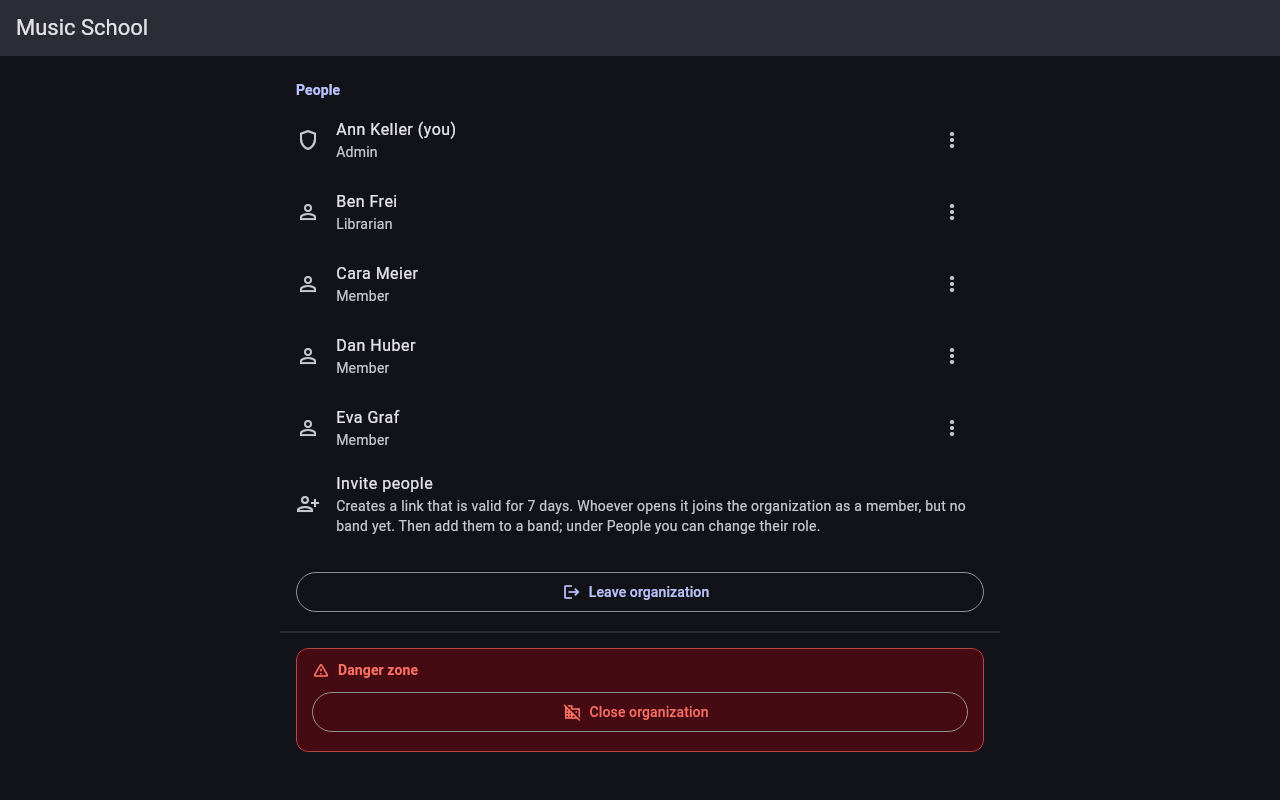 Music School
People
Ann Keller (you)
Admin
Ben Frei
Librarian
Cara Meier
Member
Dan Huber
Member
Eva Graf
Member
Invite people
Creates a link that is valid for 7 days. Whoever opens it joins the organization as a member, but no
band yet. Then add them to a band; under People you can change their role.
Leave organization
Danger zone
Close organization